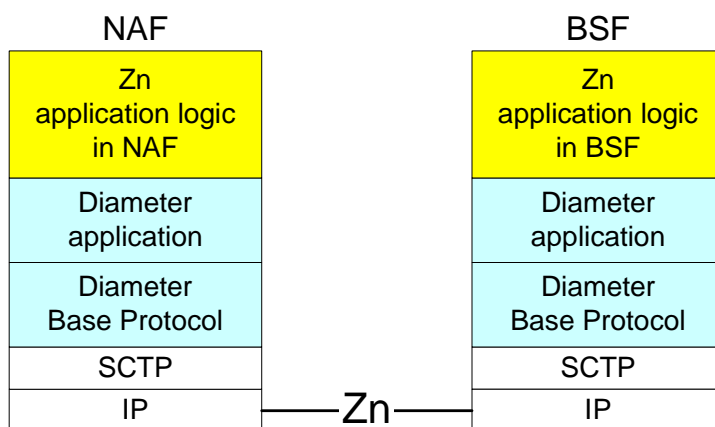 NAF
Zn
application logic
in NAF
Diameter
application
Diameter
Base Protocol
SCTP
IP
Zn
BSF
Zn
application logic
in BSF
Diameter
application
Diameter
Base Protocol
SCTP
IP